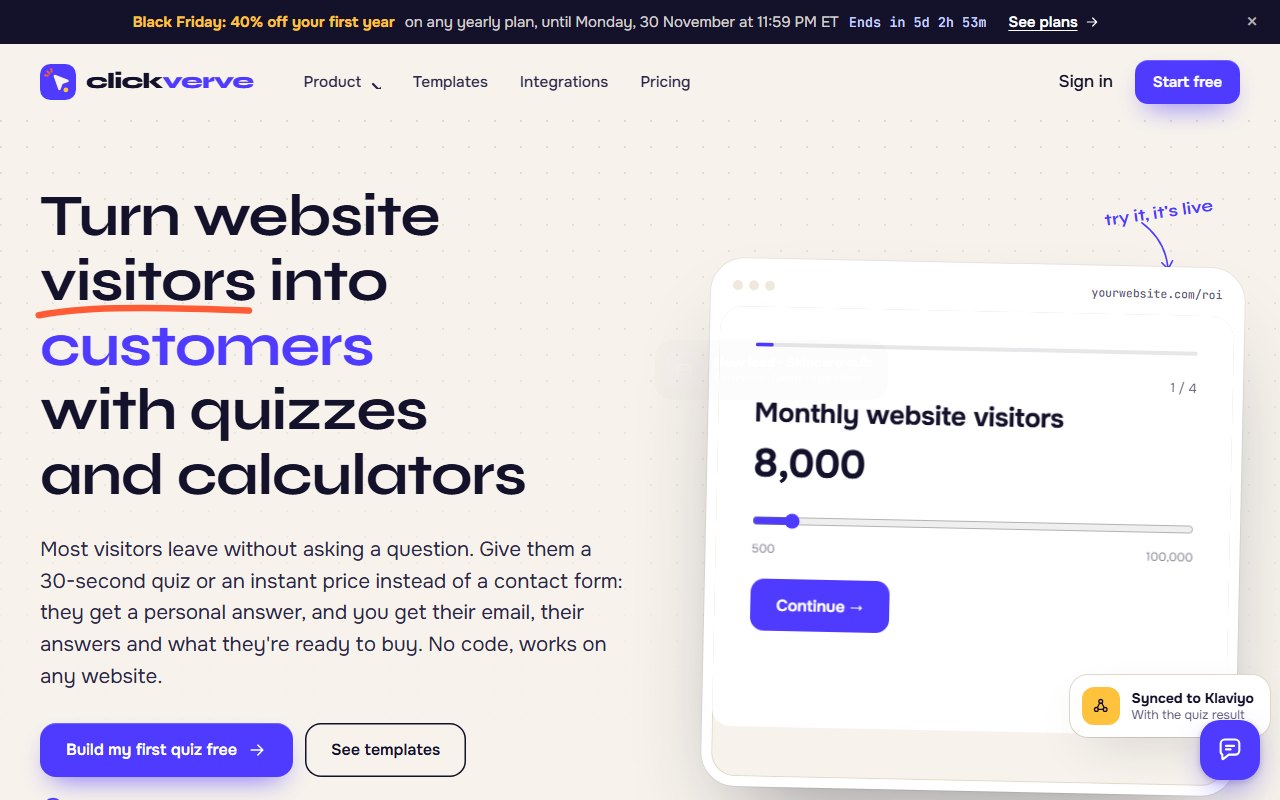 Black Friday: 40% off your first year on any yearly plan, until Monday, 30 November at 11:59 PM ET Ends in 5d 2h 53m See plans → ×
clickverve Product Templates Integrations Pricing Sign in Start free
Turn website
visitors into
customers
with quizzes
and calculators
Most visitors leave without asking a question. Give them a
30-second quiz or an instant price instead of a contact form:
they get a personal answer, and you get their email, their
answers and what they're ready to buy. No code, works on
any website.
Build my first quiz free →
See templates
try it, it's live
yourwebsite.com/roi
1 / 4
Monthly website visitors
8,000
500
100,000
Continue →
Synced to Klaviyo
With the quiz result